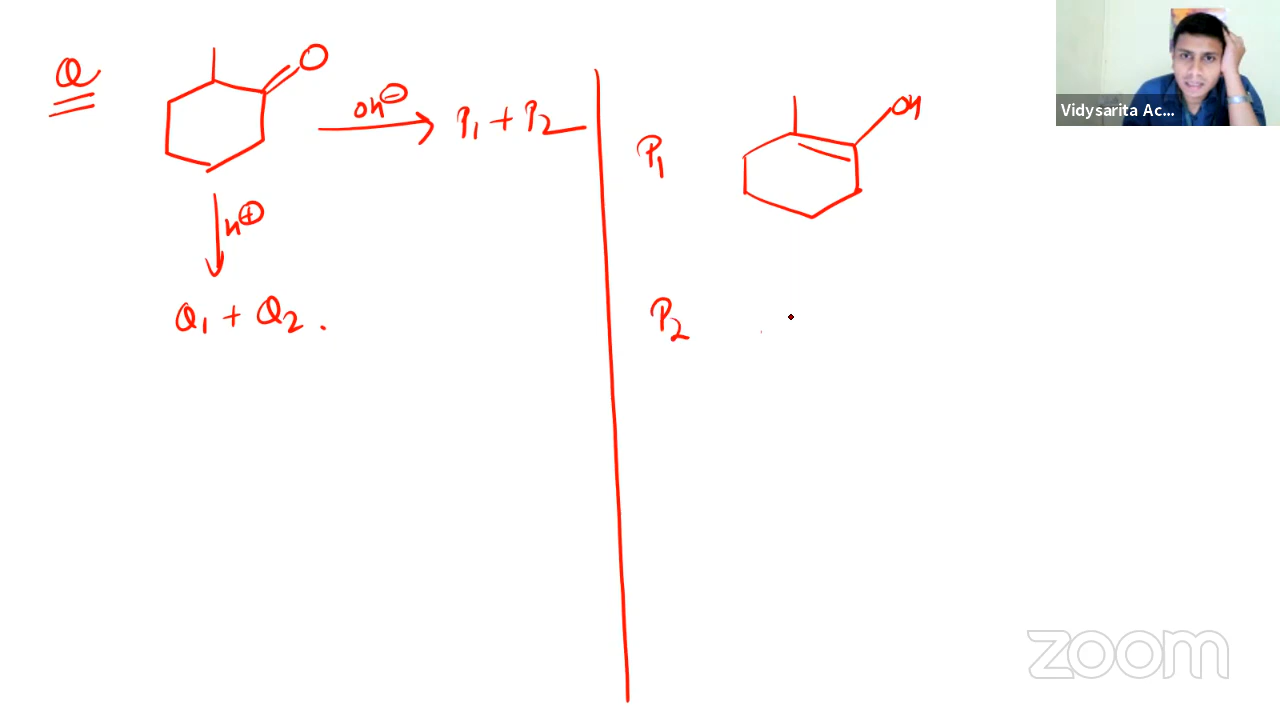 Q
O
OH⊖
P₁ + P₂
H⊕
Q₁ + Q₂ .
P₁
OH
P₂
Vidysarita Ac...
zoom